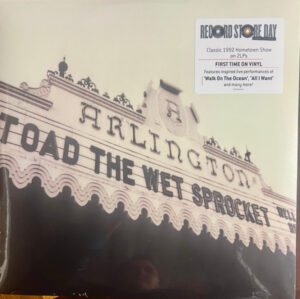 RECORD STORE DAY
Classic 1992 Hometown Show
on 2LPs
FIRST TIME ON VINYL
Features inspired live performances of
'Walk On The Ocean', 'All I Want'
and many more!
A
ARLINGTON
TOAD THE WET SPROCKET